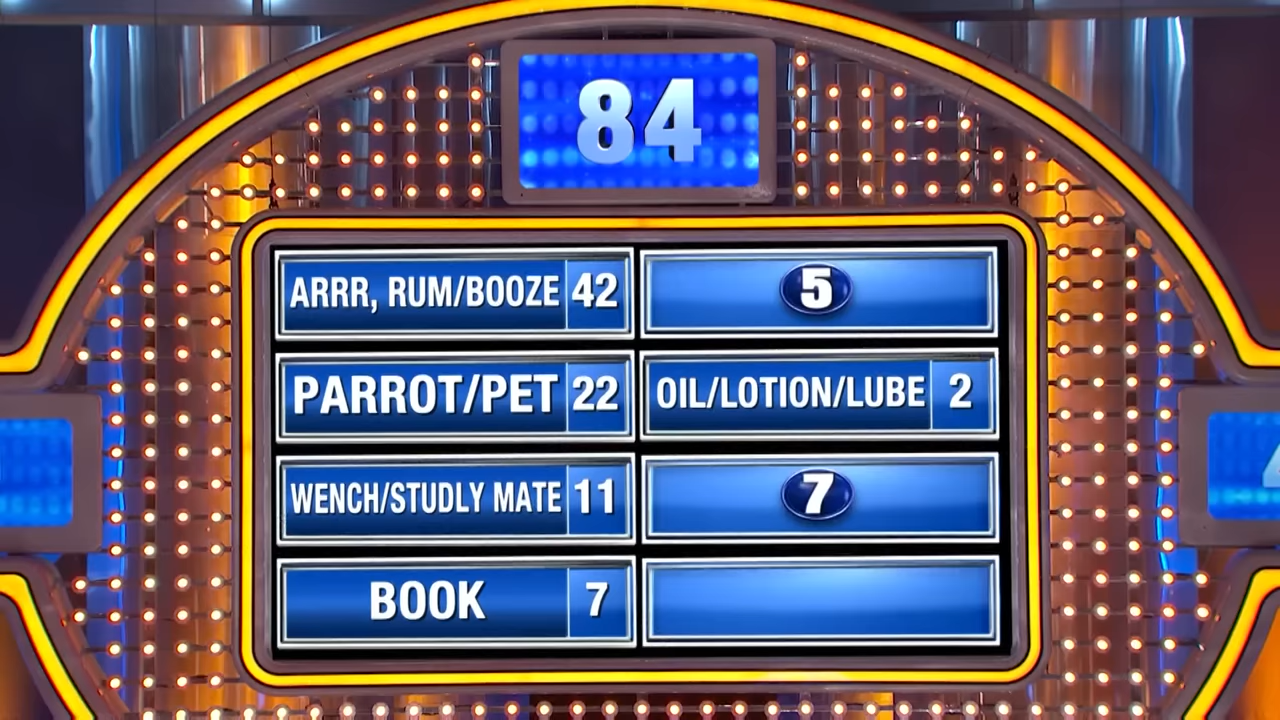 84
ARRR, RUM/BOOZE 42
PARROT/PET 22
WENCH/STUDLY MATE 11
BOOK 7
5
OIL/LOTION/LUBE 2
7